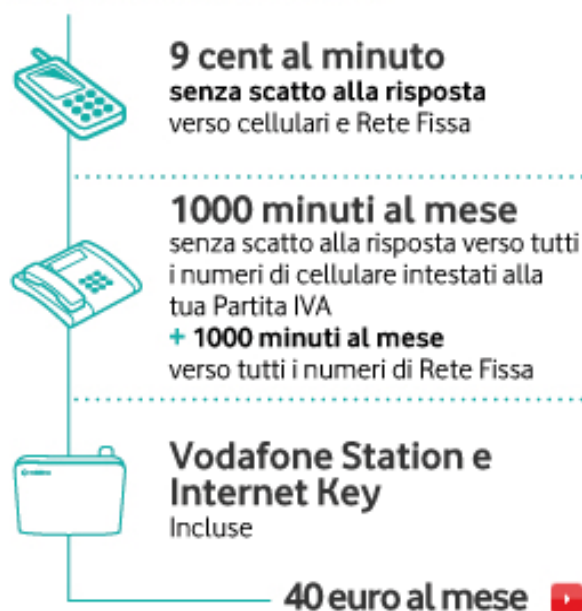 9 cent al minuto
senza scatto alla risposta
verso cellulari e Rete Fissa
1000 minuti al mese
senza scatto alla risposta verso tutti
i numeri di cellulare intestati alla
tua Partita IVA
+ 1000 minuti al mese
verso tutti i numeri di Rete Fissa
Vodafone Station e
Internet Key
Incluse
40 euro al mese